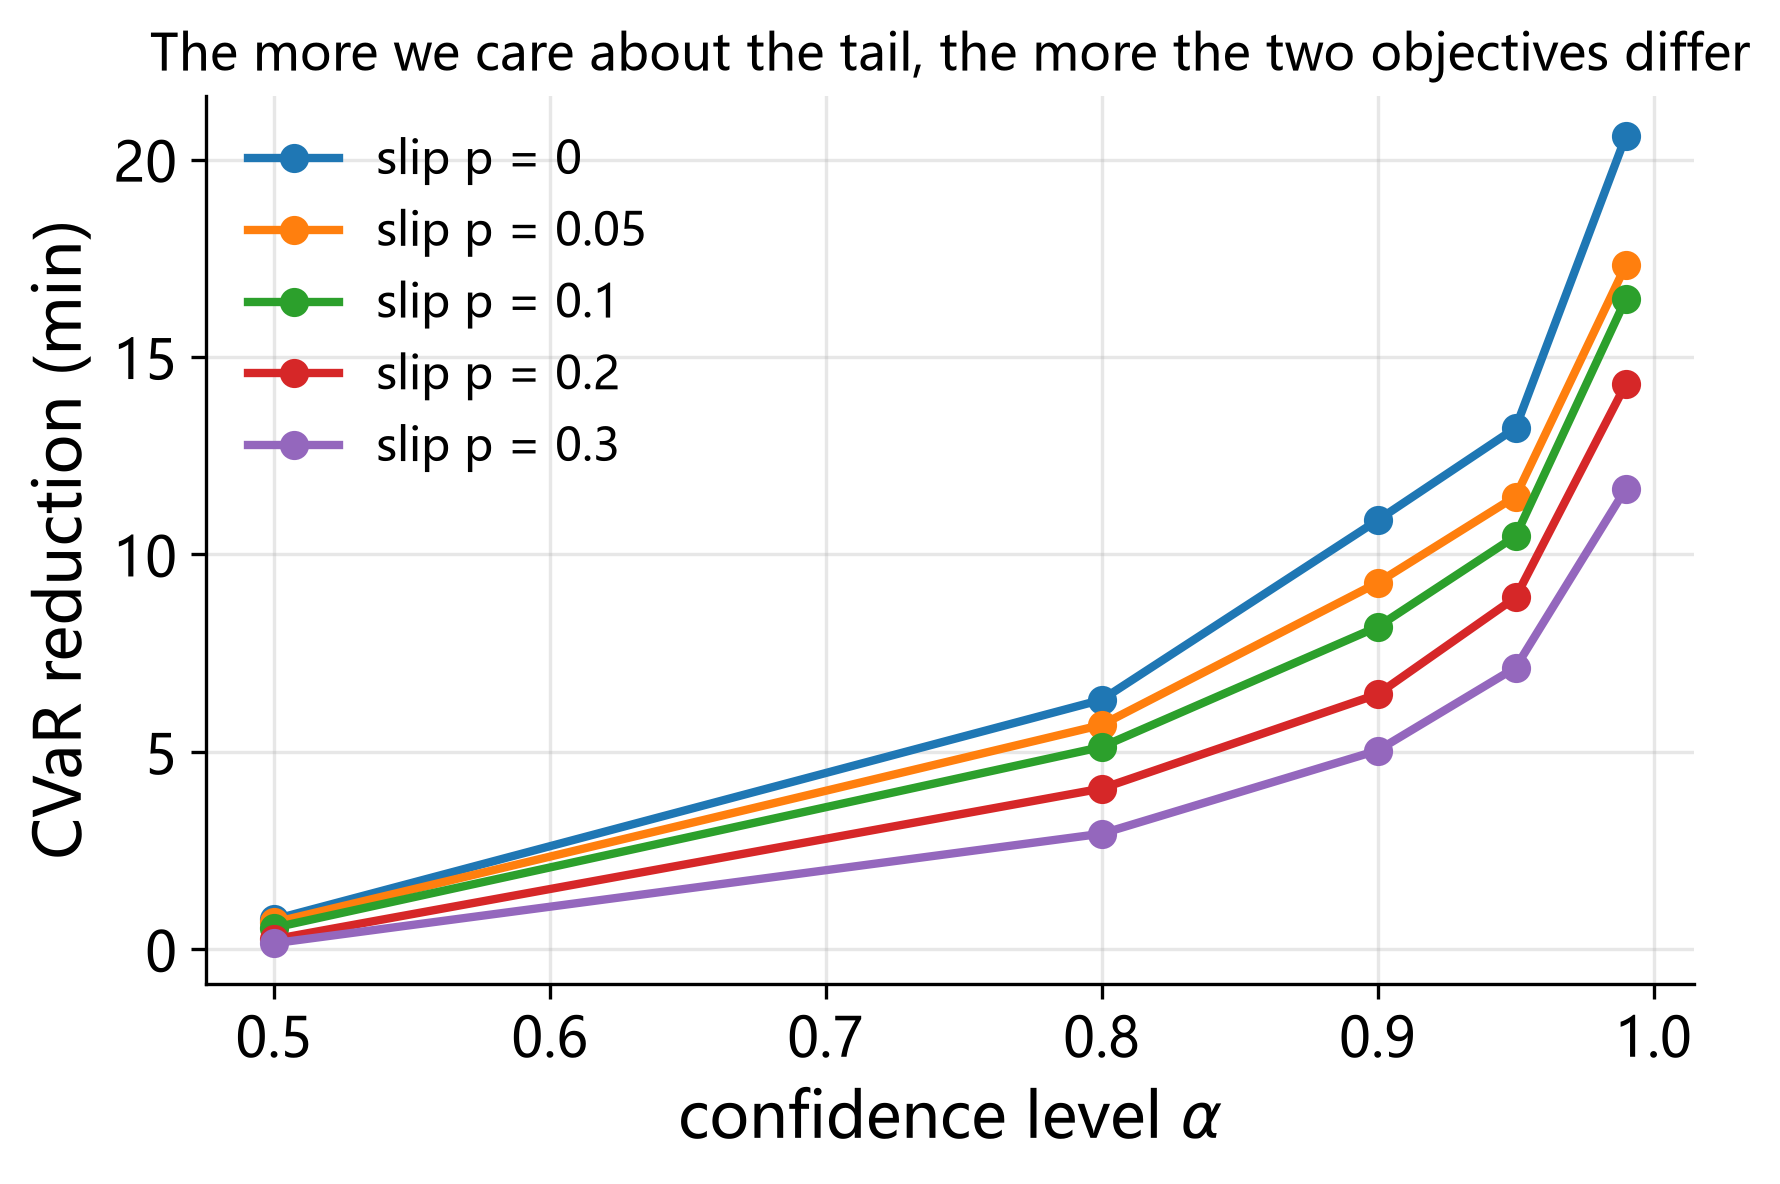 The more we care about the tail, the more the two objectives differ
CVaR reduction (min)
20
15
10
5
0
slip p = 0
slip p = 0.05
slip p = 0.1
slip p = 0.2
slip p = 0.3
0.5 0.6 0.7 0.8 0.9 1.0
confidence level α